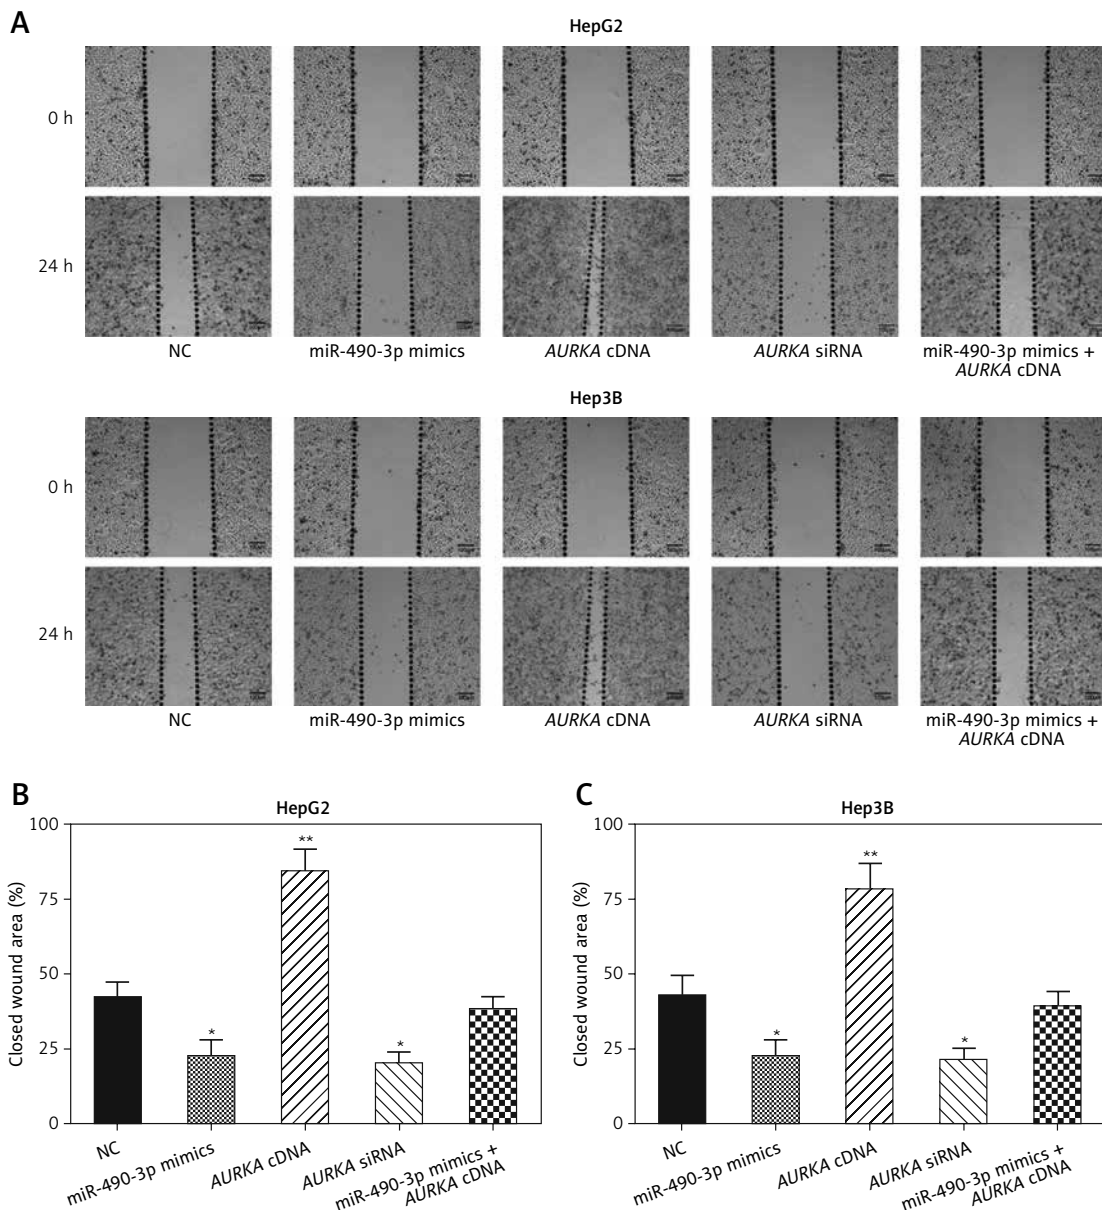 A
HepG2
0 h
24 h
NC
miR-490-3p mimics
AURKA cDNA
AURKA siRNA
miR-490-3p mimics +
AURKA cDNA
Hep3B
0 h
24 h
NC
miR-490-3p mimics
AURKA cDNA
AURKA siRNA
miR-490-3p mimics +
AURKA cDNA
B
HepG2
Closed wound area (%)
100
75
50
25
0
**
*
*
NC
miR-490-3p mimics
AURKA cDNA
AURKA siRNA
miR-490-3p mimics +
AURKA cDNA
C
Hep3B
Closed wound area (%)
100
75
50
25
0
**
*
*
NC
miR-490-3p mimics
AURKA cDNA
AURKA siRNA
miR-490-3p mimics +
AURKA cDNA